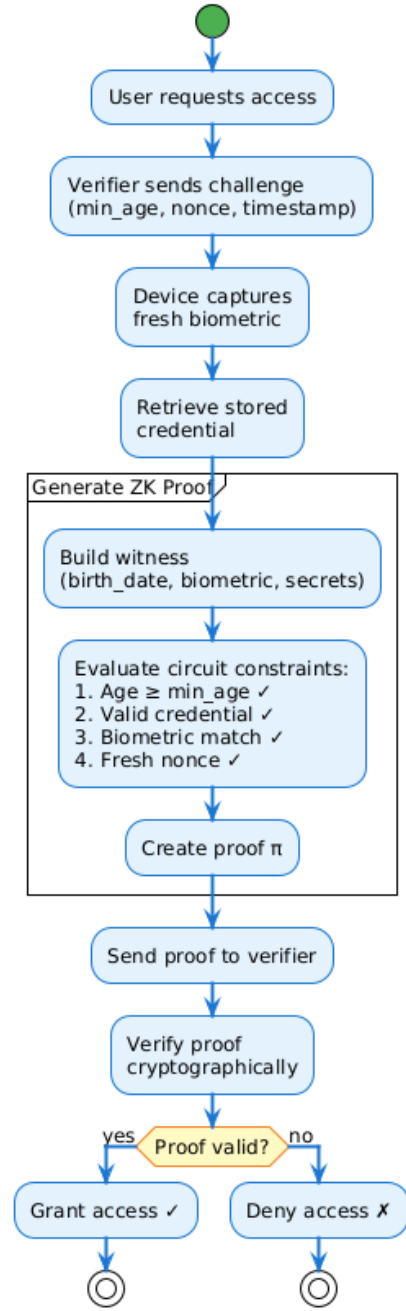 User requests access
Verifier sends challenge
(min_age, nonce, timestamp)
Device captures
fresh biometric
Retrieve stored
credential
Generate ZK Proof
Build witness
(birth_date, biometric, secrets)
Evaluate circuit constraints:
1. Age ≥ min_age ✓
2. Valid credential ✓
3. Biometric match ✓
4. Fresh nonce ✓
Create proof π
Send proof to verifier
Verify proof
cryptographically
yes
Proof valid?
no
Grant access ✓
Deny access ✗